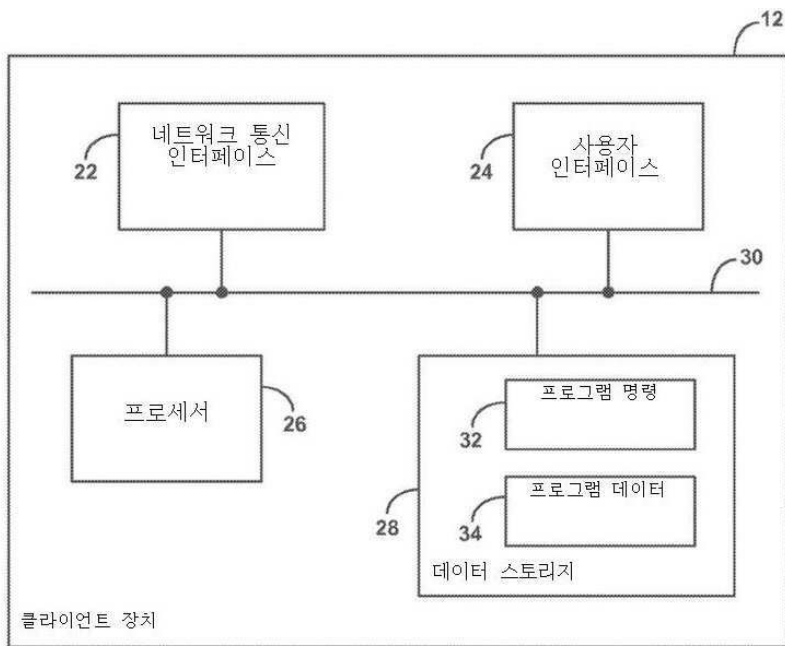 12
네트워크 통신
인터페이스
22
사용자
인터페이스
24
30
프로세서
26
프로그램 명령
32
프로그램 데이터
34
28
데이터 스토리지
클라이언트 장치